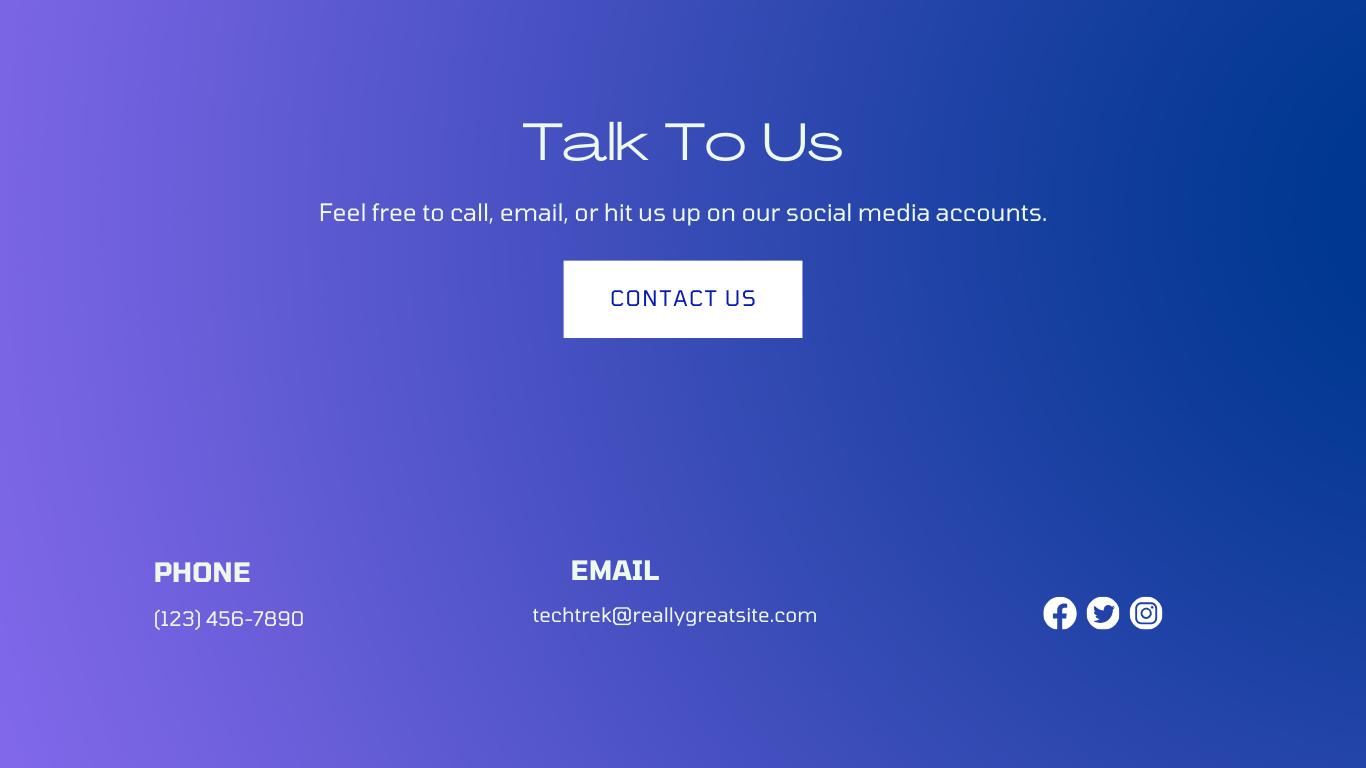 Talk To Us
Feel free to call, email, or hit us up on our social media accounts.
CONTACT US
PHONE
(123) 456-7890
EMAIL
techtrek@reallygreatsite.com